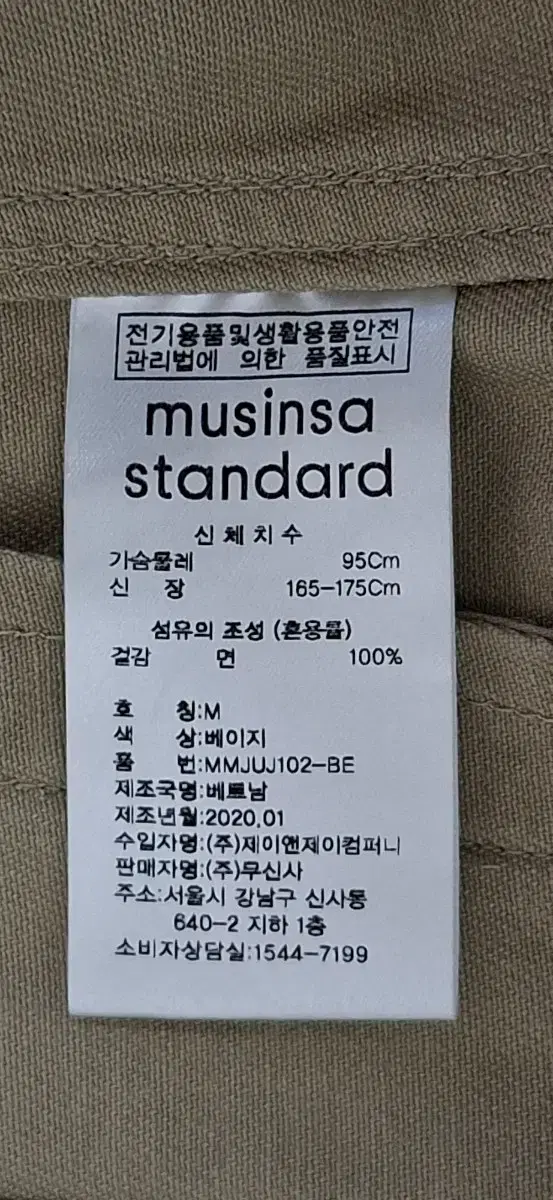 전기용품및생활용품안전
관리법에 의한 품질표시
musinsa
standard
신체치수
가슴둘레 95Cm
신 장 165-175Cm
섬유의 조성 (혼용률)
겉감 면 100%
호 칭:M
색 상:베이지
품 번:MMJUJ102-BE
제조국명:베트남
제조년월:2020.01
수입자명:(주)제이앤제이컴퍼니
판매자명:(주)무신사
주소:서울시 강남구 신사동
640-2 지하 1층
소비자상담실:1544-7199